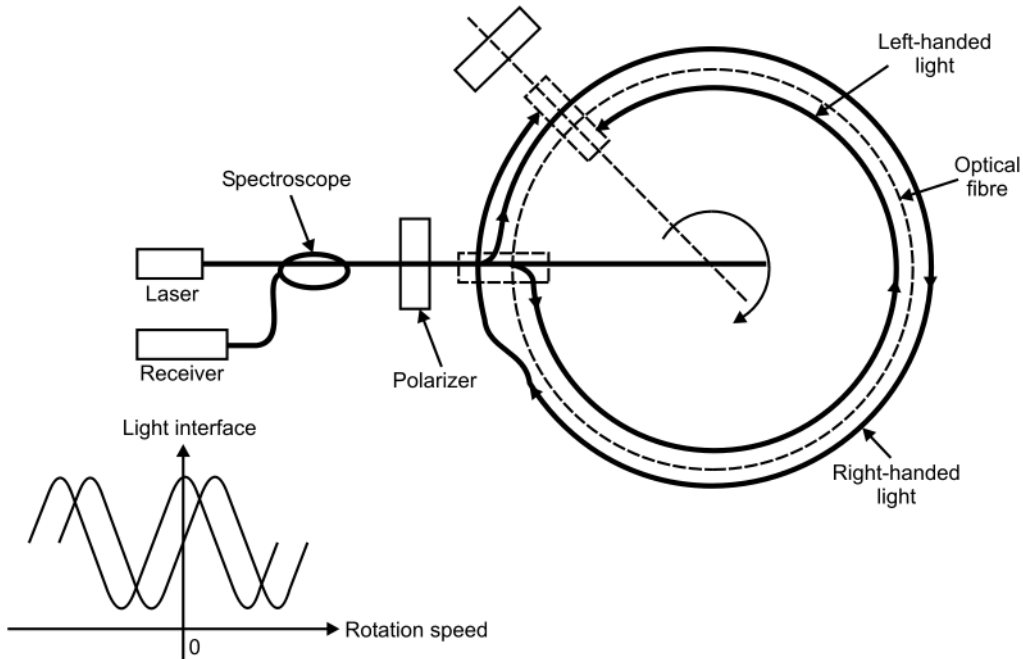 Left-handed
light
Spectroscope
Optical
fibre
Laser
Receiver
Polarizer
Light interface
Right-handed
light
Rotation speed
0